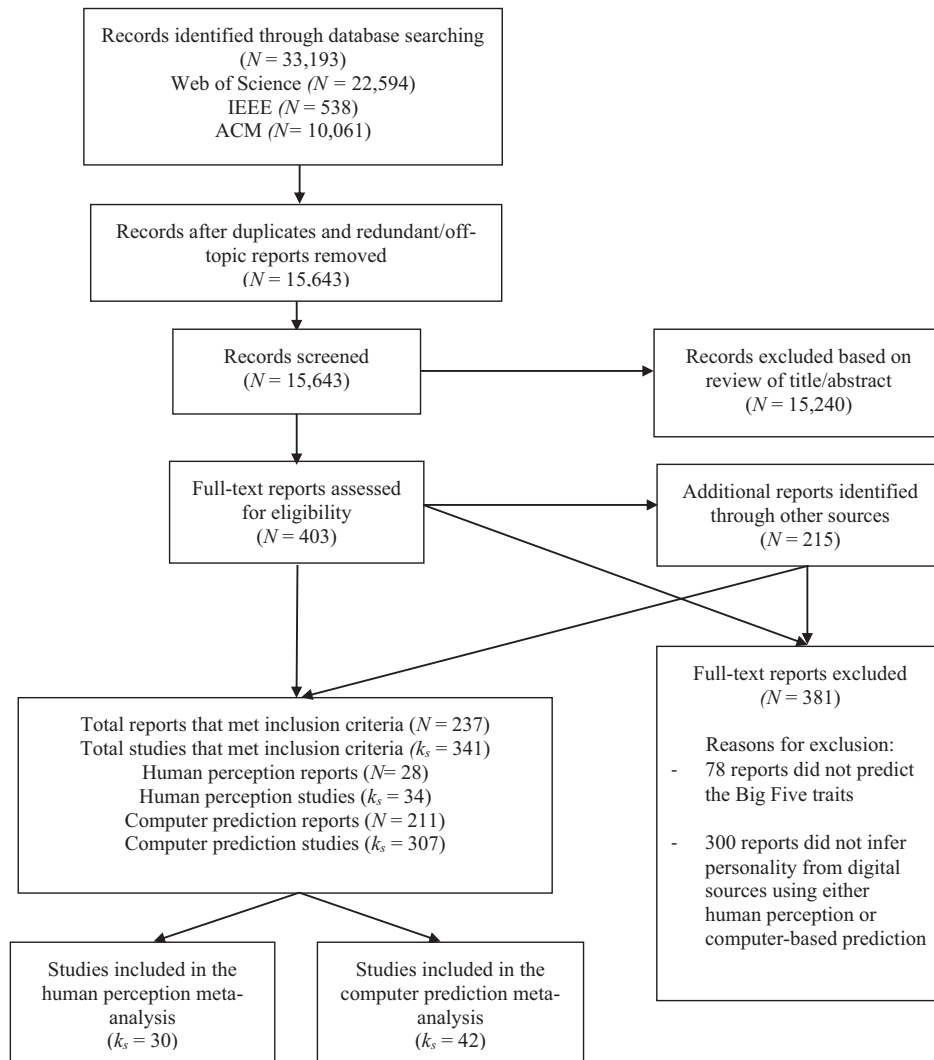 Records identified through database searching
(N = 33,193)
Web of Science (N = 22,594)
IEEE (N = 538)
ACM (N= 10,061)
Records after duplicates and redundant/off-
topic reports removed
(N = 15,643)
Records screened
(N = 15,643)
Records excluded based on
review of title/abstract
(N = 15,240)
Full-text reports assessed
for eligibility
(N = 403)
Additional reports identified
through other sources
(N = 215)
Full-text reports excluded
(N = 381)
Reasons for exclusion:
- 78 reports did not predict
the Big Five traits
- 300 reports did not infer
personality from digital
sources using either
human perception or
computer-based prediction
Total reports that met inclusion criteria (N = 237)
Total studies that met inclusion criteria (ks = 341)
Human perception reports (N= 28)
Human perception studies (ks = 34)
Computer prediction reports (N = 211)
Computer prediction studies (ks = 307)
Studies included in the
human perception meta-
analysis
(ks = 30)
Studies included in the
computer prediction meta-
analysis
(ks = 42)